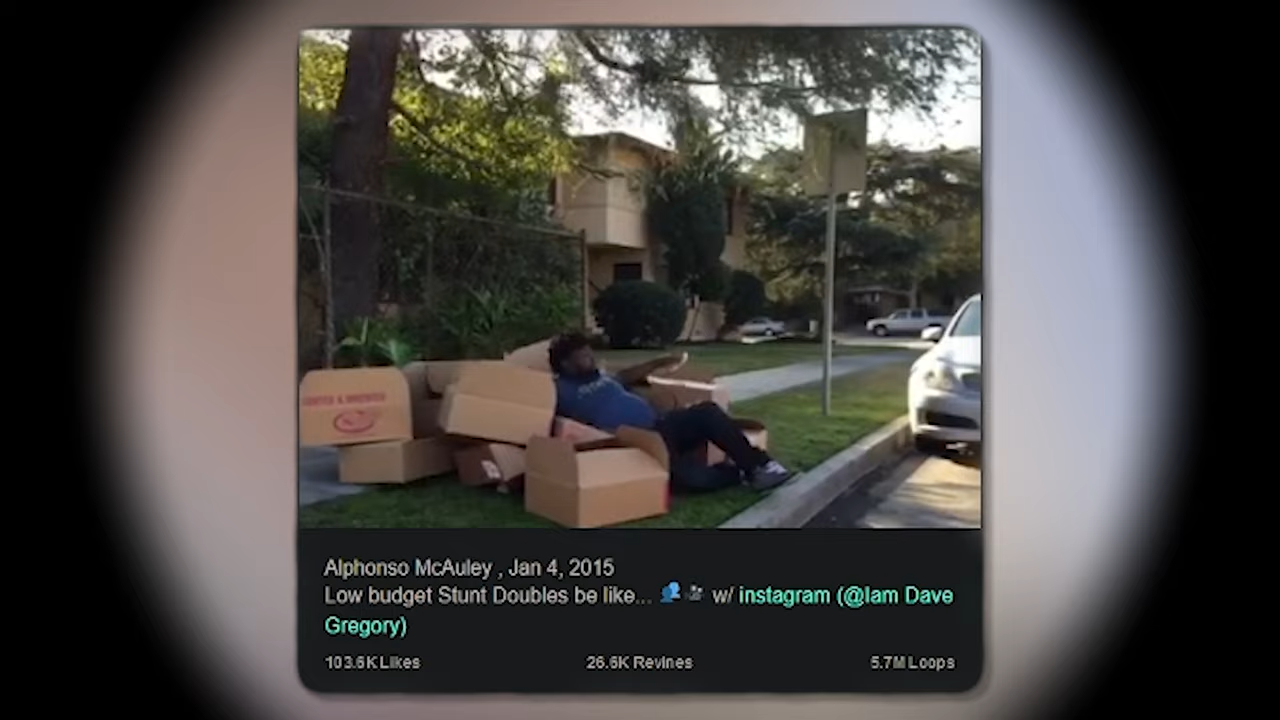 Alphonso McAuley , Jan 4, 2015
Low budget Stunt Doubles be like... 👥 🎥 w/ instagram (@Iam Dave
Gregory)
103.6K Likes 26.6K Revines 5.7M Loops